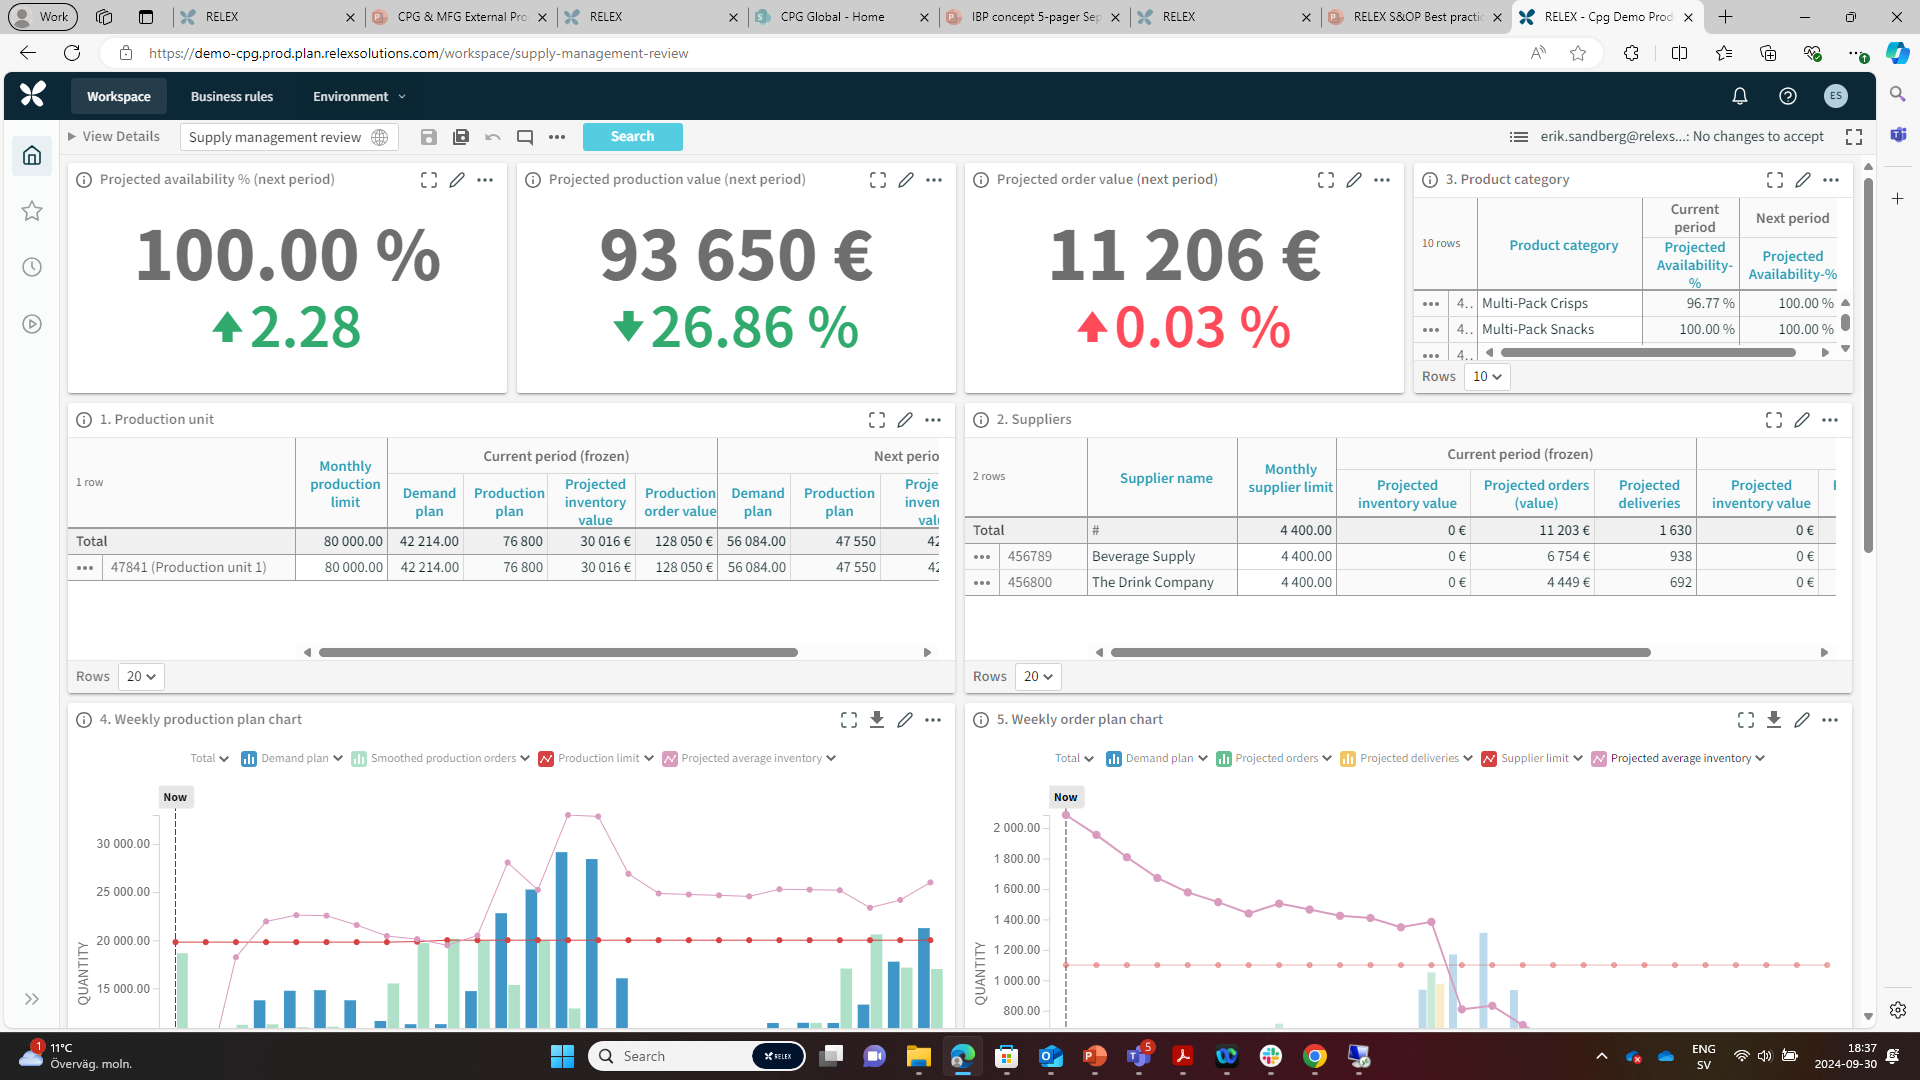 Work
RELEX
CPG & MFG External Pro
RELEX
CPG Global - Home
IBP concept 5-pager Sep
RELEX
RELEX S&OP Best practic
RELEX - Cpg Demo Prod
https://demo-cpg.prod.plan.relexsolutions.com/workspace/supply-management-review
Workspace
Business rules
Environment
ES
View Details
Supply management review
Search
erik.sandberg@relexs...: No changes to accept
Projected availability % (next period)
100.00 %
2.28
Projected production value (next period)
93 650 €
26.86 %
Projected order value (next period)
11 206 €
0.03 %
3. Product category
10 rows
Product category
Current period
Next period
Projected Availability-%
Projected Availability-%
4.. Multi-Pack Crisps 96.77 % 100.00 %
4.. Multi-Pack Snacks 100.00 % 100.00 %
4..
Rows 10
1. Production unit
1 row
Monthly production limit
Current period (frozen)
Next perio
Demand plan
Production plan
Projected inventory value
Production order value
Demand plan
Production plan
Proje
inven
valu
Total 80 000.00 42 214.00 76 800 30 016 € 128 050 € 56 084.00 47 550 42
47841 (Production unit 1) 80 000.00 42 214.00 76 800 30 016 € 128 050 € 56 084.00 47 550 42
Rows 20
2. Suppliers
2 rows
Supplier name
Monthly supplier limit
Current period (frozen)
Projected inventory value
Projected orders (value)
Projected deliveries
Projected inventory value
Total # 4 400.00 0 € 11 203 € 1 630 0 €
456789 Beverage Supply 4 400.00 0 € 6 754 € 938 0 €
456800 The Drink Company 4 400.00 0 € 4 449 € 692 0 €
Rows 20
4. Weekly production plan chart
Total Demand plan Smoothed production orders Production limit Projected average inventory
Now
30 000.00
25 000.00
20 000.00
15 000.00
QUANTITY
5. Weekly order plan chart
Total Demand plan Projected orders Projected deliveries Supplier limit Projected average inventory
Now
2 000.00
1 800.00
1 600.00
1 400.00
1 200.00
1 000.00
800.00
QUANTITY
1
11°C
Överväg. moln.
Search
RELEX
5
ENG
SV
18:37
2024-09-30